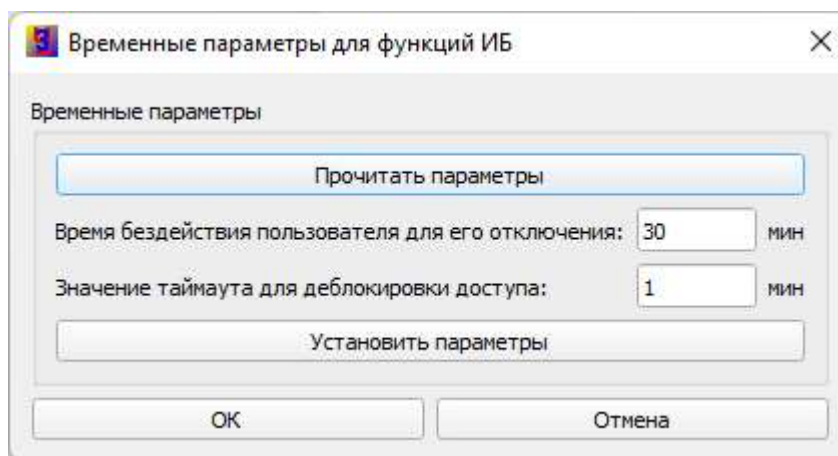 З Временные параметры для функций ИБ
Временные параметры
Прочитать параметры
Время бездействия пользователя для его отключения: 30 мин
Значение таймаута для деблокировки доступа: 1 мин
Установить параметры
ОК Отмена